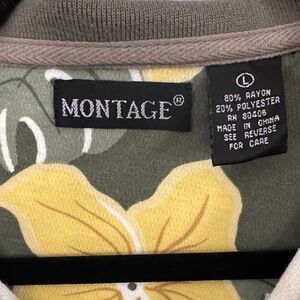 MONTAGE®
L
80% RAYON
20% POLYESTER
RN 80406
MADE IN CHINA
SEE REVERSE
FOR CARE